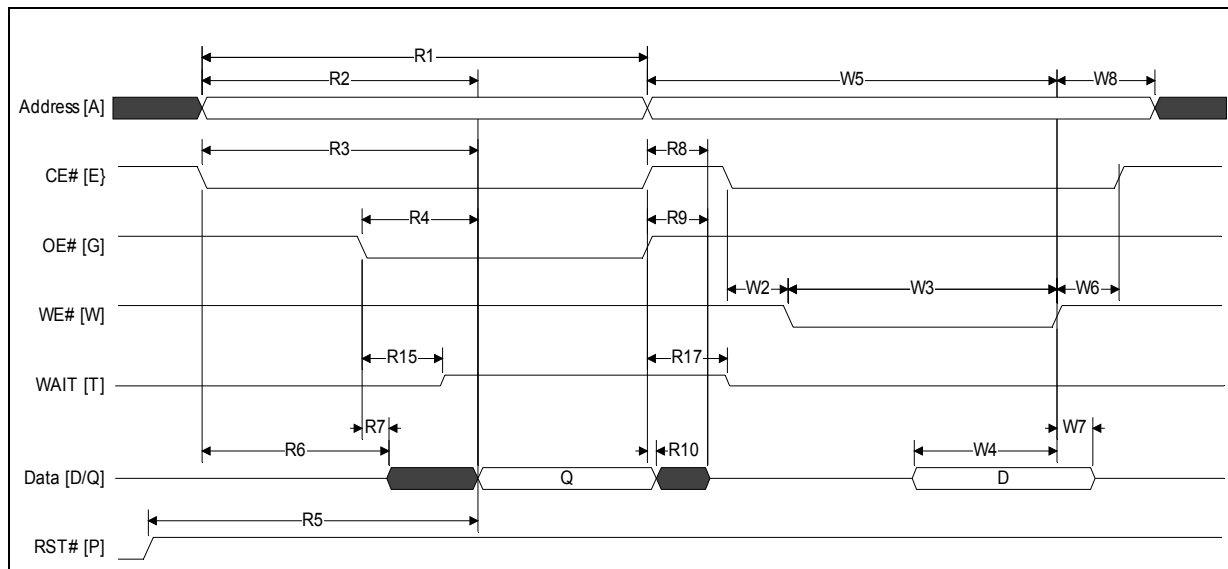 R1
R2 W5 W8
Address [A]
R3 R8
CE# [E}
R4 R9
OE# [G]
W2 W3 W6
WE# [W]
R15 R17
WAIT [T]
R7 W7
R6 R10 W4
Data [D/Q] Q D
R5
RST# [P]